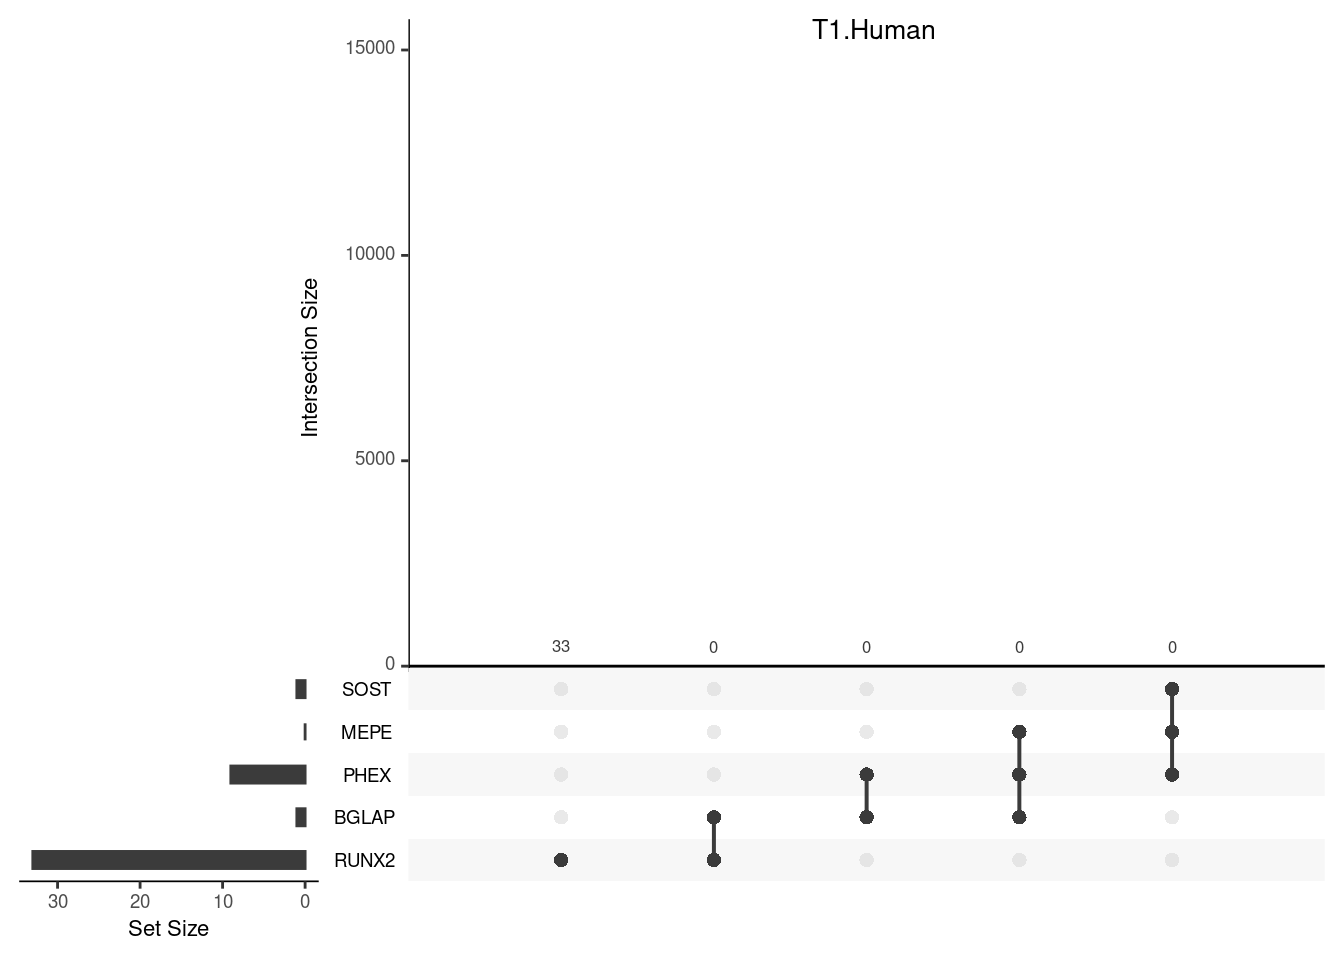 T1.Human
15000
10000
5000
0
Intersection Size
33 0 0 0 0
SOST
MEPE
PHEX
BGLAP
RUNX2
30 20 10 0
Set Size